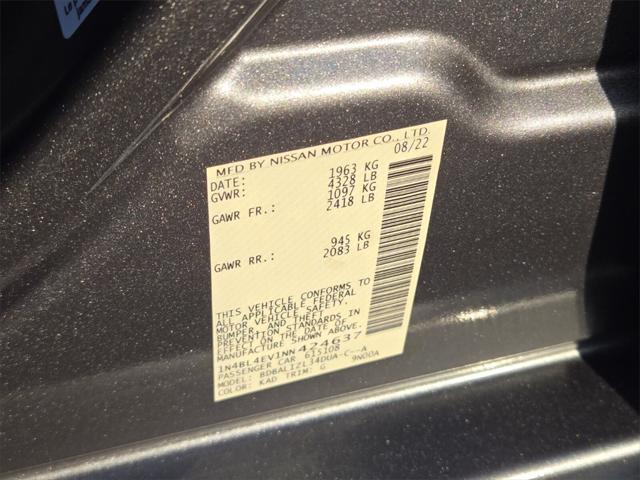 MFD BY NISSAN MOTOR CO., LTD.
DATE: 08/22
GVWR: 1963 KG
4328 LB
GAWR FR.: 1097 KG
2418 LB
GAWR RR.: 945 KG
2083 LB
THIS VEHICLE CONFORMS TO
ALL APPLICABLE FEDERAL
MOTOR VEHICLE SAFETY,
BUMPER, AND THEFT
PREVENTION STANDARDS IN
EFFECT ON THE DATE OF
MANUFACTURE SHOWN ABOVE.
1N4BL4EV1NN424637
PASSENGER CAR 615108
MODEL: BDBALIZL34DUA-C--A
COLOR: KAD TRIM: G 9N00A